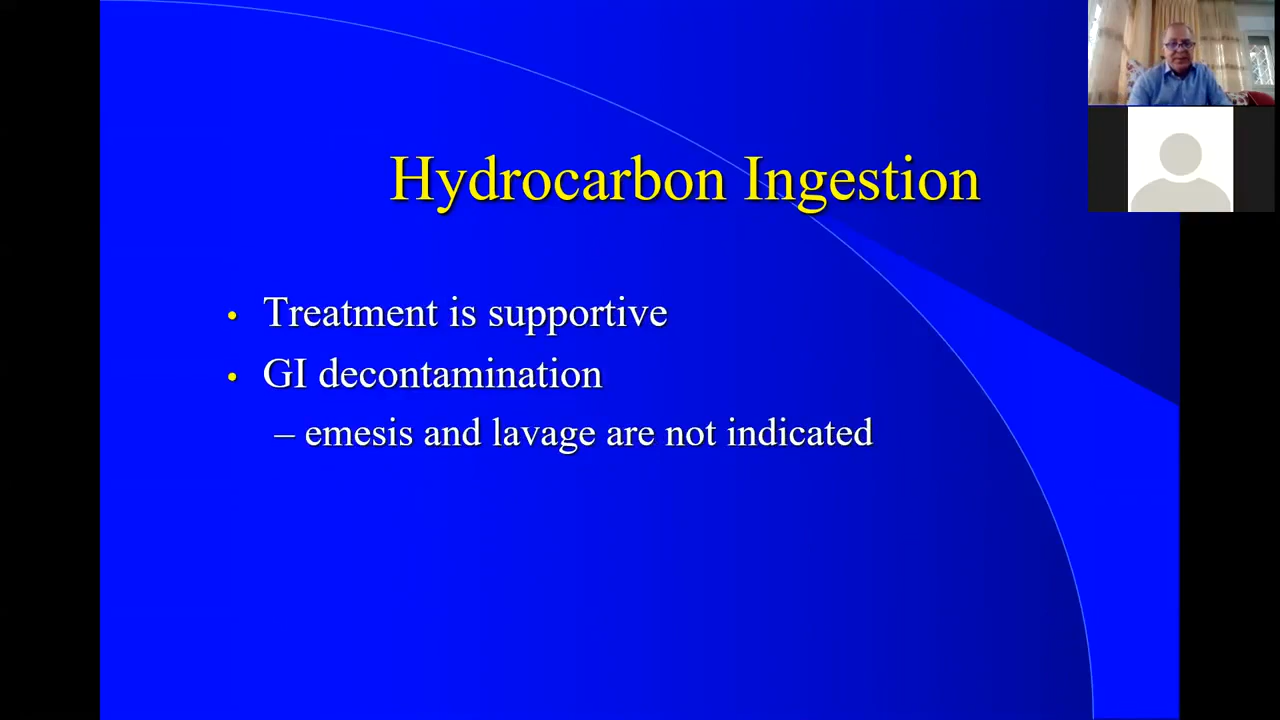 Hydrocarbon Ingestion
• Treatment is supportive
• GI decontamination
– emesis and lavage are not indicated